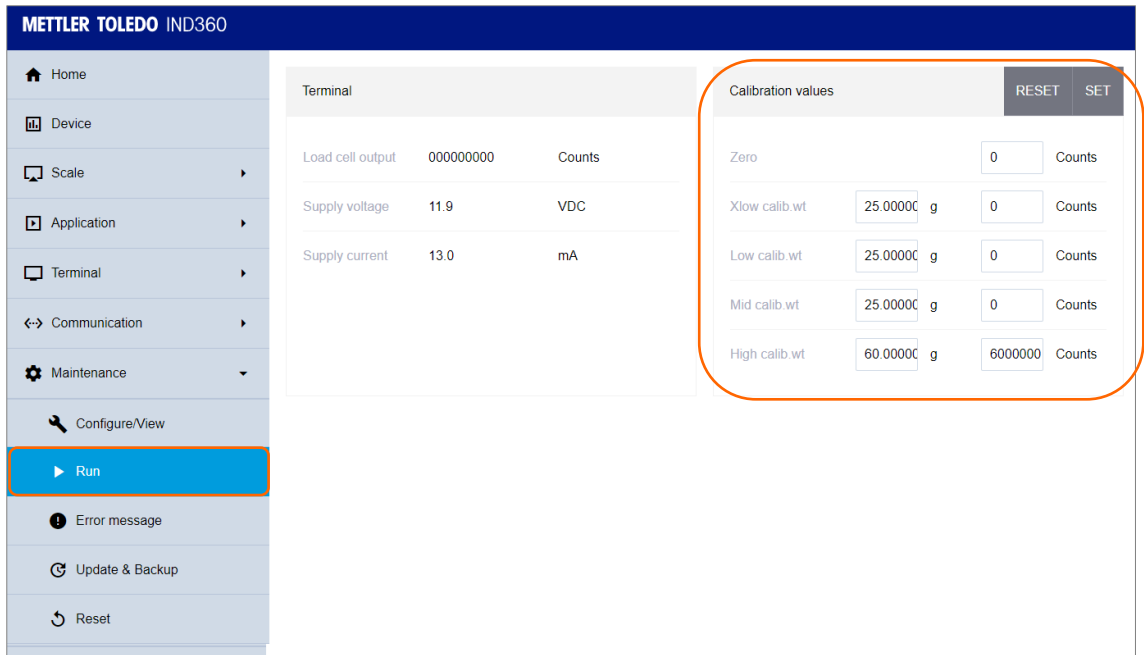 METTLER TOLEDO IND360
Home
Device
Scale
Application
Terminal
Communication
Maintenance
Configure/View
Run
Error message
Update & Backup
Reset
Terminal
Load cell output 000000000 Counts
Supply voltage 11.9 VDC
Supply current 13.0 mA
Calibration values RESET SET
Zero 0 Counts
Xlow calib.wt 25.00000 g 0 Counts
Low calib.wt 25.00000 g 0 Counts
Mid calib.wt 25.00000 g 0 Counts
High calib.wt 60.00000 g 6000000 Counts